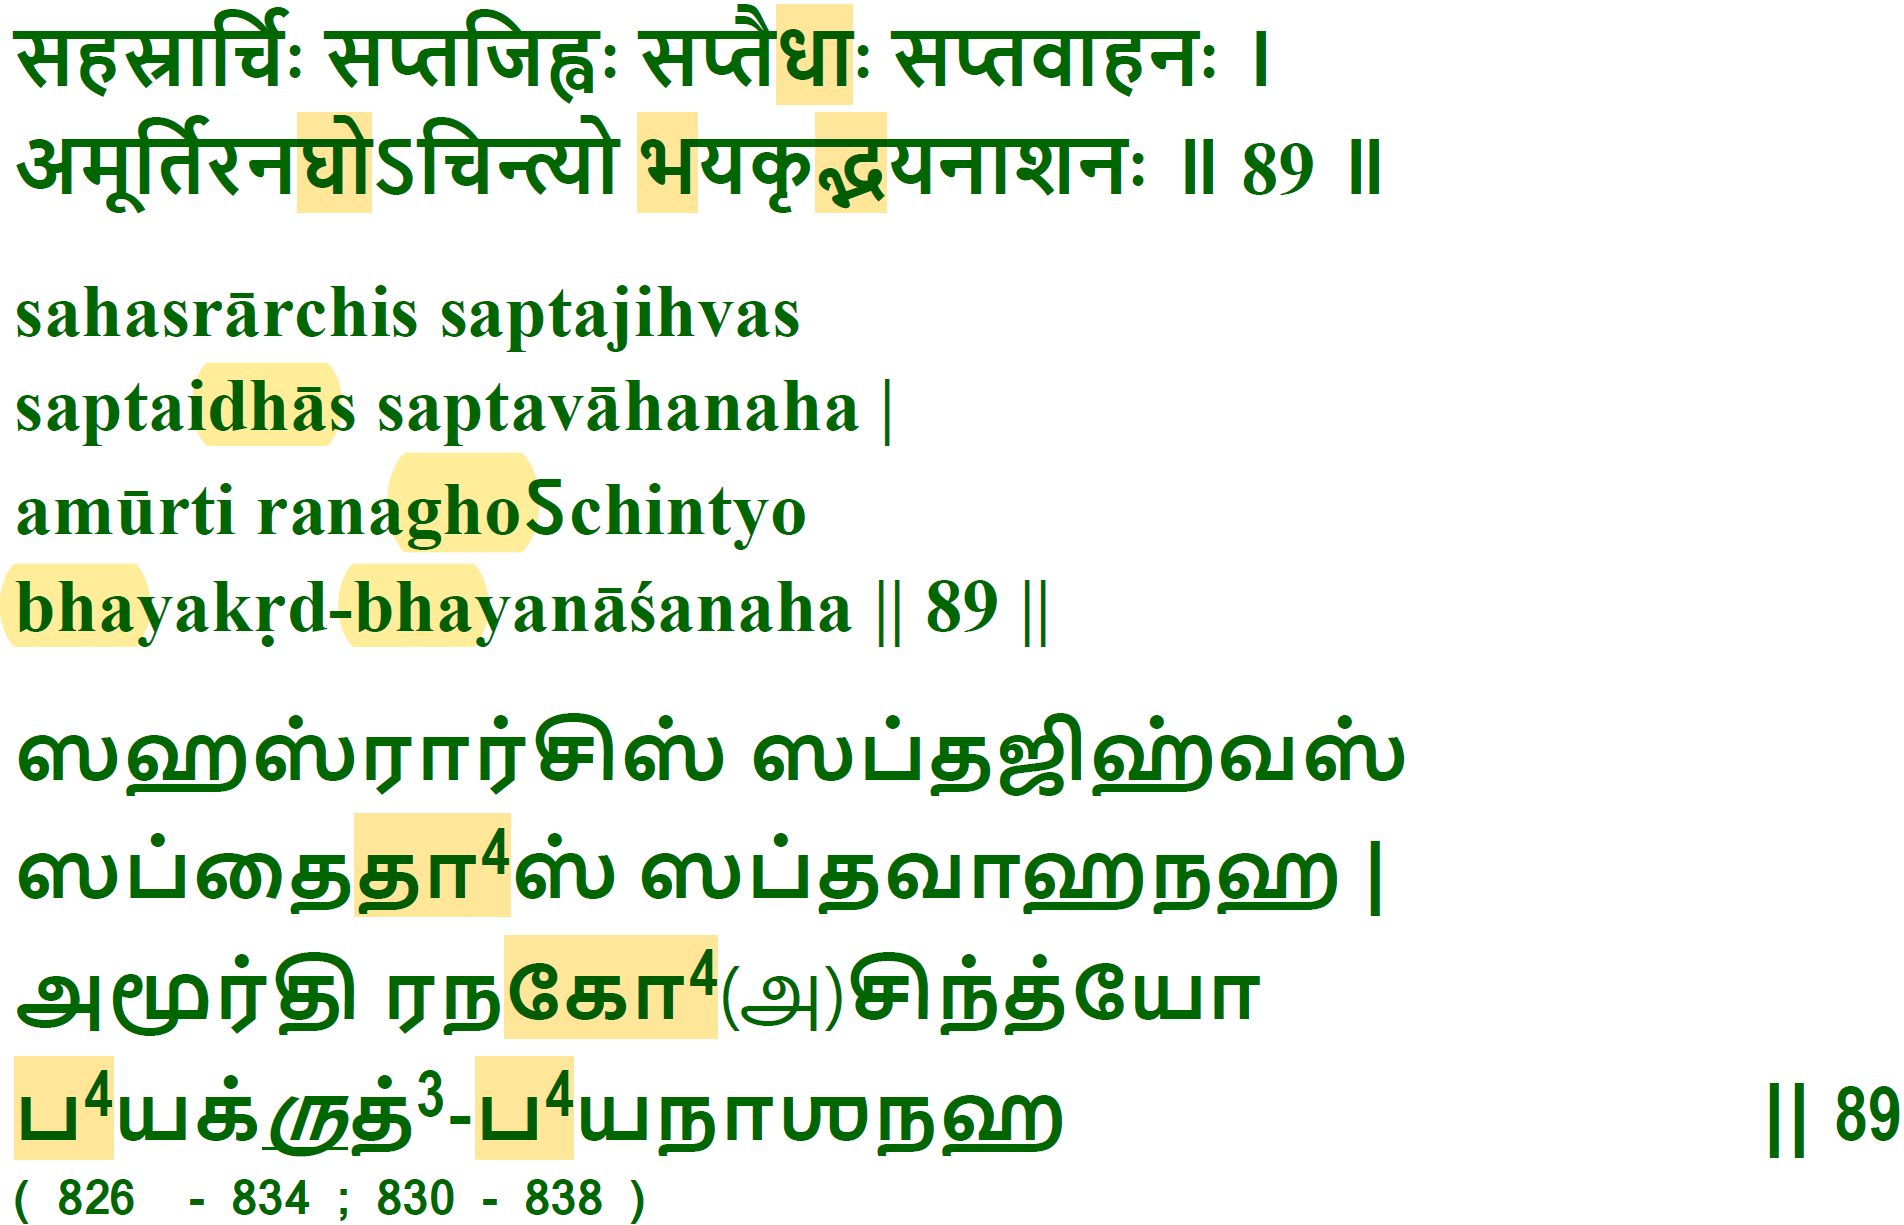 सहस्रार्चिः सप्तजिह्वः सप्तैधाः सप्तवाहनः ।
अमूर्तिरनघोऽचिन्त्यो भयकृद्भयनाशनः ॥ 89 ॥
sahasrārchis saptajihvas
saptaidhās saptavāhanaha |
amūrti ranaghoऽchintyo
bhayakṛd-bhayanāśanaha || 89 ||
ஸஹஸ்ரார்சிஸ் ஸப்தஜிஹ்வஸ்
ஸப்தைதா⁴ஸ் ஸப்தவாஹநஹ |
அமூர்தி ரநகோ⁴(அ)சிந்த்யோ
ப⁴யக்ருத்³-ப⁴யநாஶநஹ || 89
( 826 - 834 ; 830 - 838 )